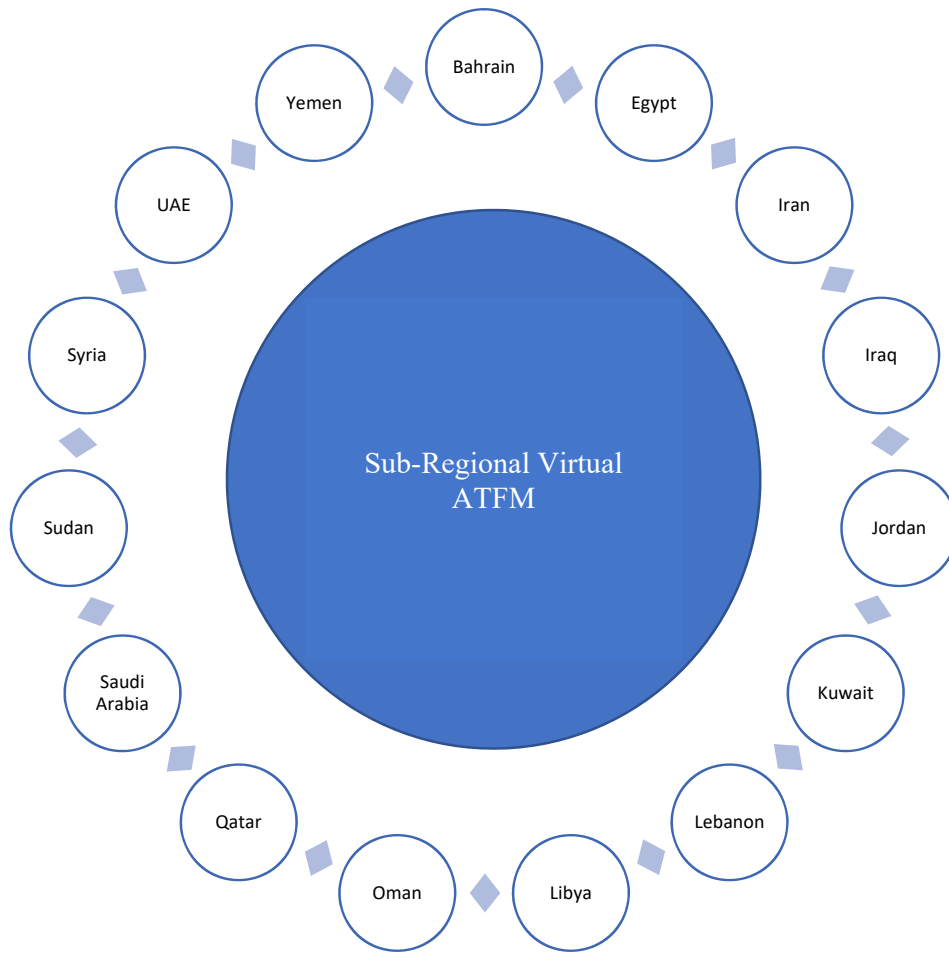 Bahrain
Egypt
Iran
Iraq
Jordan
Kuwait
Lebanon
Libya
Oman
Qatar
Saudi
Arabia
Sudan
Syria
UAE
Yemen
Sub-Regional Virtual
ATFM